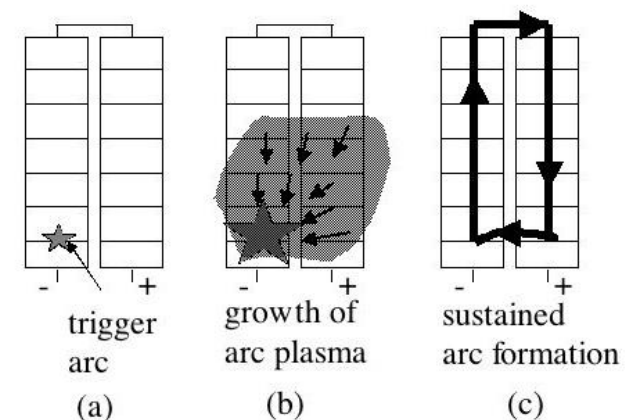 - + - + - +
trigger
arc
growth of
arc plasma
sustained
arc formation
(a) (b) (c)